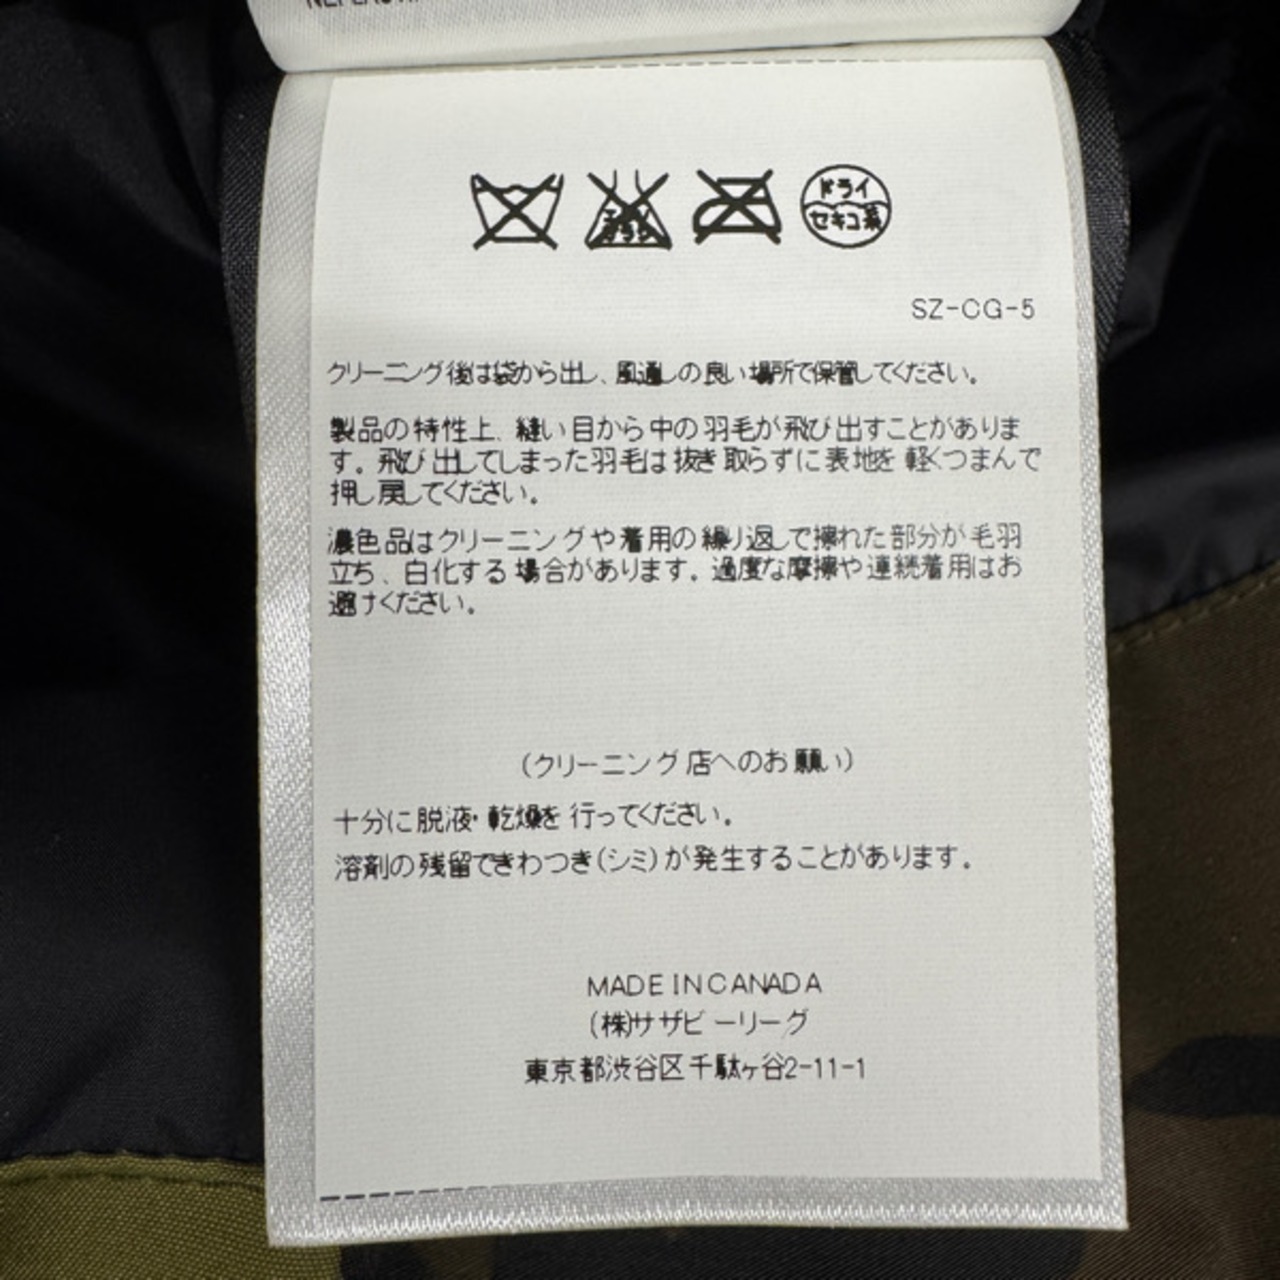 ドライ
セキユ系
SZ-CG-5
クリーニング後は袋から出し、風通しの良い場所で保管してください。
製品の特性上、縫い目から中の羽毛が飛び出すことがありま
す。飛び出してしまった羽毛は抜き取らずに表地を軽くつまんで
押し戻してください。
濃色品はクリーニングや着用の繰り返しで擦れた部分が毛羽
立ち、白化する場合があります。過度な摩擦や連続着用はお
避けください。
(クリーニング店へのお願い)
十分に脱液・乾燥を行ってください。
溶剤の残留できわつき(シミ)が発生することがあります。
MADE IN CANADA
(株)サザビーリーグ
東京都渋谷区千駄ヶ谷2-11-1